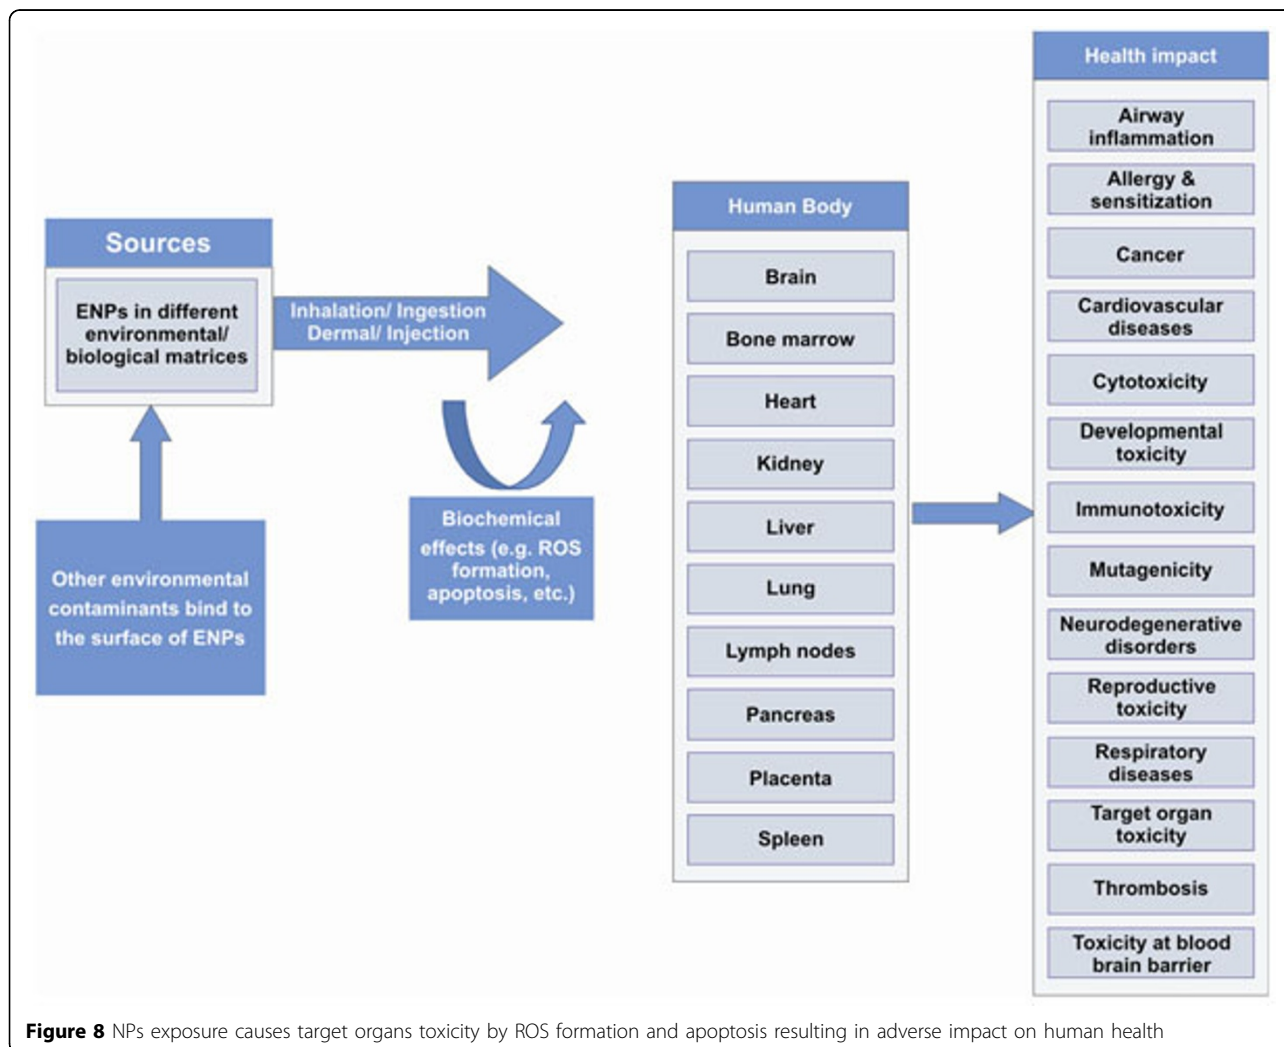 Sources
ENPs in different
environmental/
biological matrices
Inhalation/ Ingestion
Dermal/ Injection
Other environmental
contaminants bind to
the surface of ENPs
Biochemical
effects (e.g. ROS
formation,
apoptosis, etc.)
Human Body
Brain
Bone marrow
Heart
Kidney
Liver
Lung
Lymph nodes
Pancreas
Placenta
Spleen
Health impact
Airway
inflammation
Allergy &
sensitization
Cancer
Cardiovascular
diseases
Cytotoxicity
Developmental
toxicity
Immunotoxicity
Mutagenicity
Neurodegenerative
disorders
Reproductive
toxicity
Respiratory
diseases
Target organ
toxicity
Thrombosis
Toxicity at blood
brain barrier
Figure 8 NPs exposure causes target organs toxicity by ROS formation and apoptosis resulting in adverse impact on human health